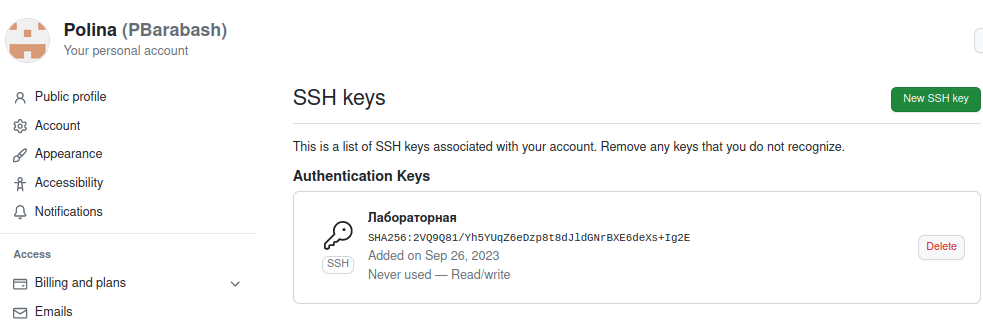 Polina (PBarabash)
Your personal account
Public profile
Account
Appearance
Accessibility
Notifications
Access
Billing and plans
Emails
SSH keys
New SSH key
This is a list of SSH keys associated with your account. Remove any keys that you do not recognize.
Authentication Keys
Лабораторная
SHA256:2VQ9Q81/Yh5YUqZ6eDzp8t8dJldGNrBXE6deXs+Ig2E
SSH
Added on Sep 26, 2023
Never used — Read/write
Delete